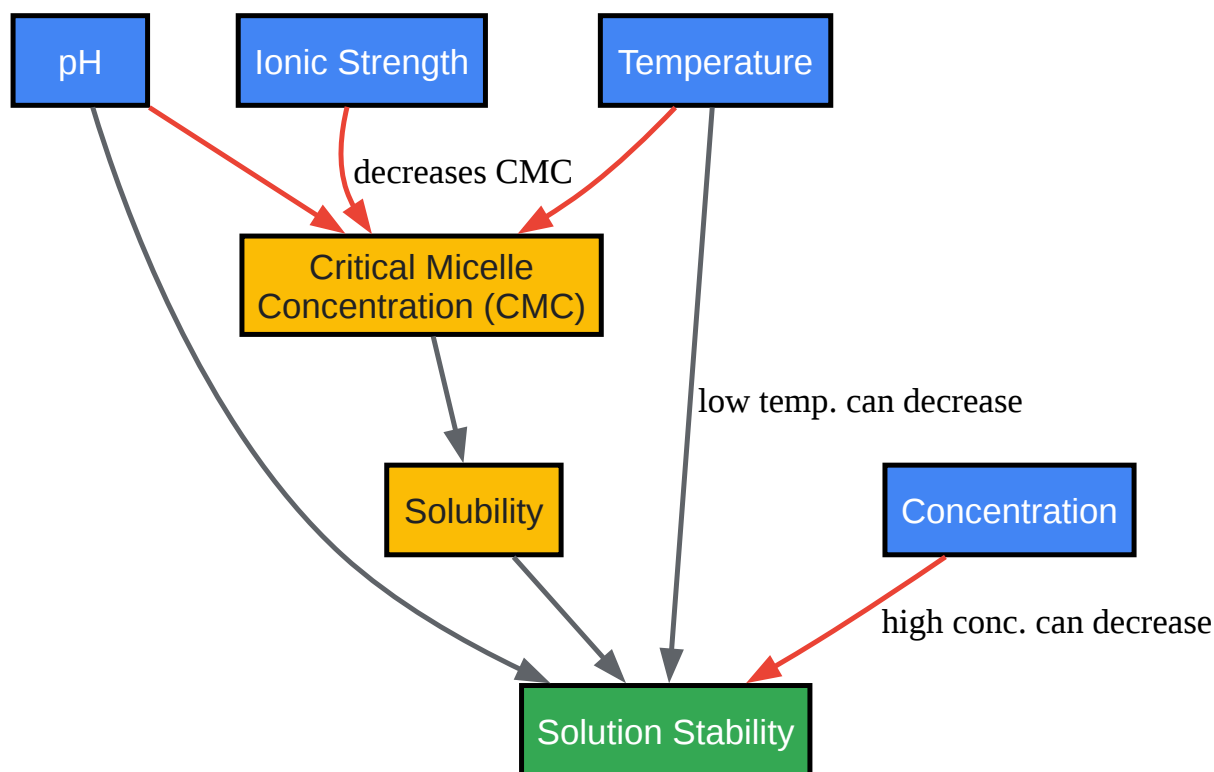 pH
Ionic Strength
Temperature
decreases CMC
Critical Micelle
Concentration (CMC)
low temp. can decrease
Solubility
Concentration
high conc. can decrease
Solution Stability